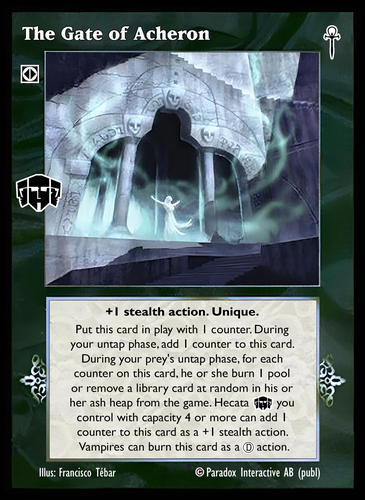 The Gate of Acheron
+1 stealth action. Unique.
Put this card in play with 1 counter. During
your untap phase, add 1 counter to this card.
During your prey's untap phase, for each
counter on this card, he or she burn 1 pool
or remove a library card at random in his or
her ash heap from the game. Hecata you
control with capacity 4 or more can add 1
counter to this card as a +1 stealth action.
Vampires can burn this card as a Ⓓ action.
Illus: Francisco Tébar © Paradox Interactive AB (publ)